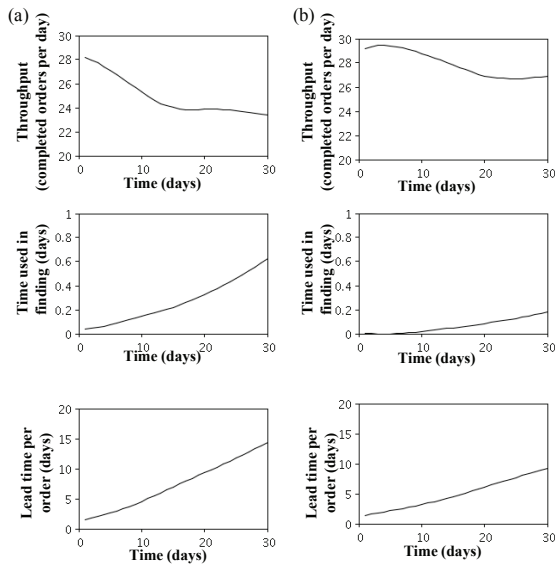 (a)
Throughput
(completed orders per day)
30
28
26
24
22
20
0 10 20 30
Time (days)
Time used in
finding (days)
1
0.8
0.6
0.4
0.2
0
0 10 20 30
Time (days)
Lead time per
order (days)
20
15
10
5
0
0 10 20 30
Time (days)
(b)
Throughput
(completed orders per day)
30
28
26
24
22
20
0 10 20 30
Time (days)
Time used in
finding (days)
1
0.8
0.6
0.4
0.2
0
0 10 20 30
Time (days)
Lead time per
order (days)
20
15
10
5
0
0 10 20 30
Time (days)